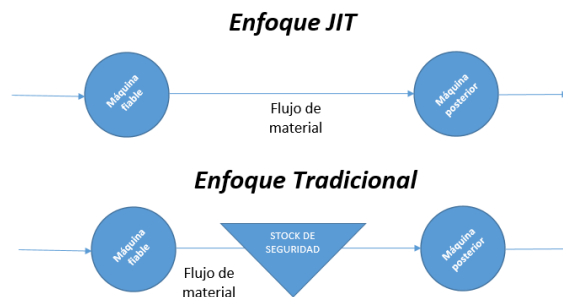 Enfoque JIT
Máquina
fiable
Flujo de
material
Máquina
posterior
Enfoque Tradicional
Máquina
fiable
Flujo de
material
STOCK DE
SEGURIDAD
Máquina
posterior